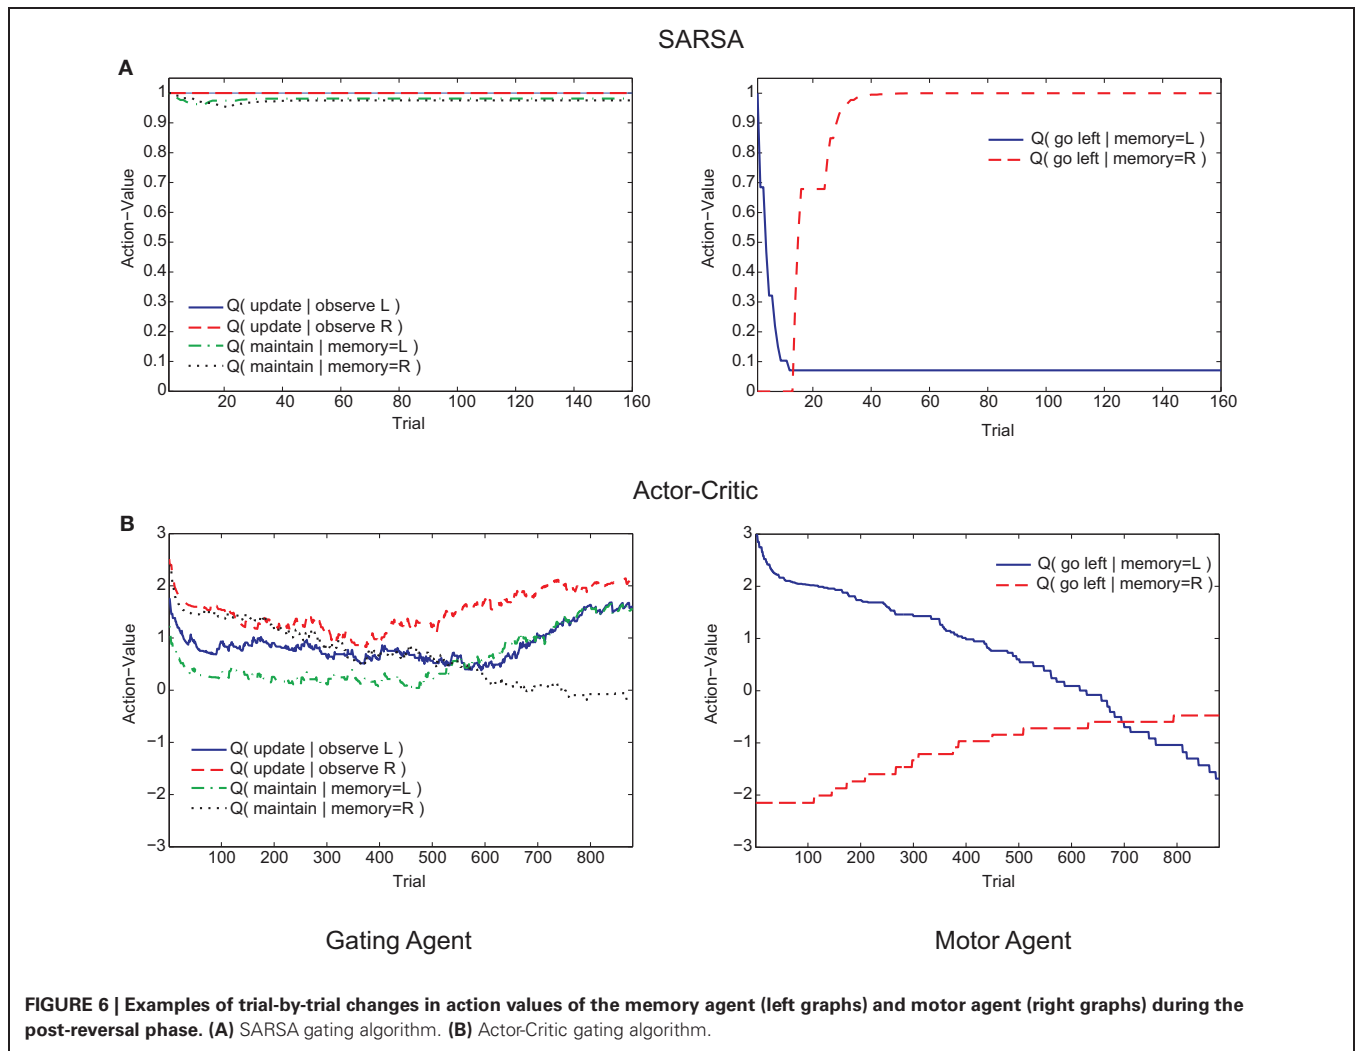 SARSA
A
1
0.9
0.8
0.7
0.6
0.5
0.4
0.3
0.2
0.1
0
Action−Value
Q( update | observe L )
Q( update | observe R )
Q( maintain | memory=L )
Q( maintain | memory=R )
20 40 60 80 100 120 140 160
Trial
1
0.9
0.8
0.7
0.6
0.5
0.4
0.3
0.2
0.1
0
Action−Value
Q( go left | memory=L )
Q( go left | memory=R )
20 40 60 80 100 120 140 160
Trial
Actor-Critic
B
3
2
1
0
−1
−2
−3
Action−Value
Q( update | observe L )
Q( update | observe R )
Q( maintain | memory=L )
Q( maintain | memory=R )
100 200 300 400 500 600 700 800
Trial
3
2
1
0
−1
−2
−3
Action−Value
Q( go left | memory=L )
Q( go left | memory=R )
100 200 300 400 500 600 700 800
Trial
Gating Agent
Motor Agent
FIGURE 6 | Examples of trial-by-trial changes in action values of the memory agent (left graphs) and motor agent (right graphs) during the
post-reversal phase. (A) SARSA gating algorithm. (B) Actor-Critic gating algorithm.